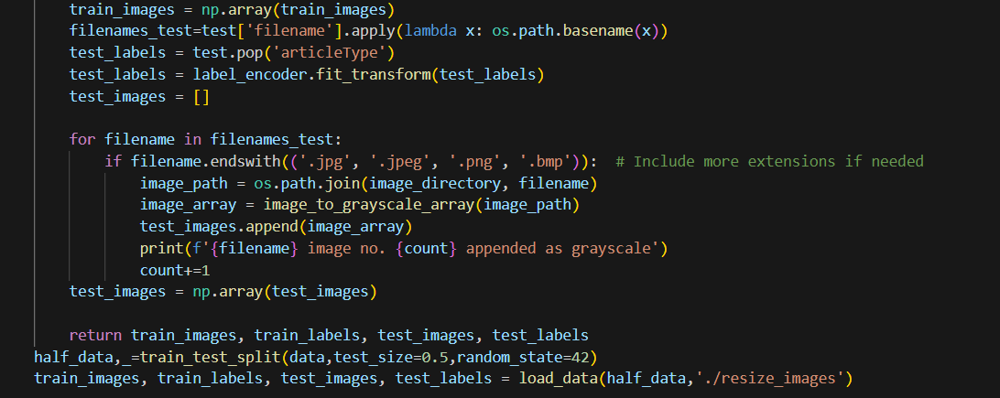 train_images = np.array(train_images)
filenames_test=test['filename'].apply(lambda x: os.path.basename(x))
test_labels = test.pop('articleType')
test_labels = label_encoder.fit_transform(test_labels)
test_images = []
for filename in filenames_test:
if filename.endswith(('.jpg', '.jpeg', '.png', '.bmp')):  # Include more extensions if needed
image_path = os.path.join(image_directory, filename)
image_array = image_to_grayscale_array(image_path)
test_images.append(image_array)
print(f'{filename} image no. {count} appended as grayscale')
count+=1
test_images = np.array(test_images)
return train_images, train_labels, test_images, test_labels
half_data,_=train_test_split(data,test_size=0.5,random_state=42)
train_images, train_labels, test_images, test_labels = load_data(half_data,'./resize_images')